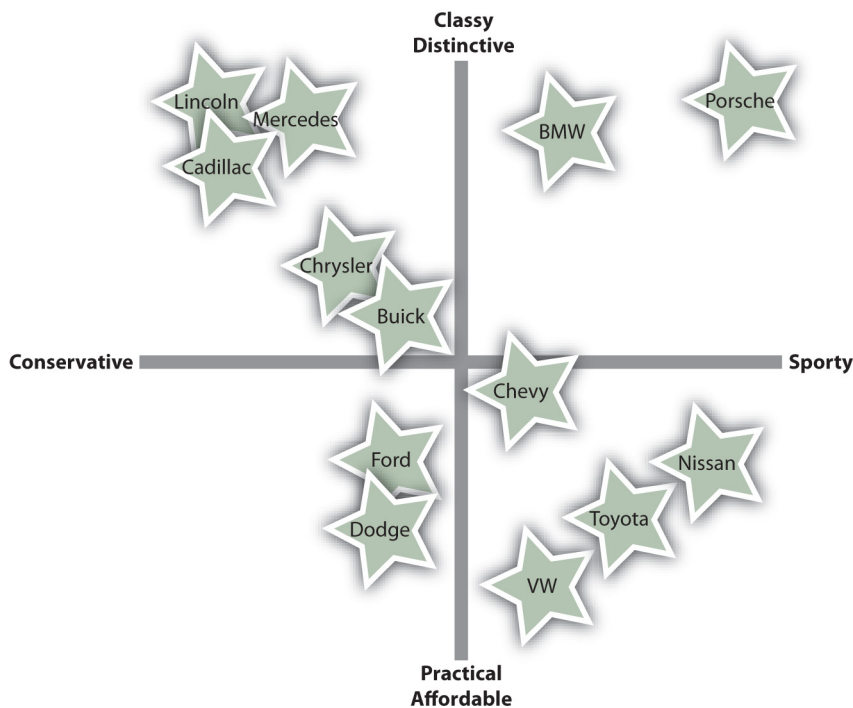 Classy
Distinctive
Lincoln
Mercedes
Cadillac
BMW
Porsche
Chrysler
Buick
Conservative
Sporty
Chevy
Ford
Nissan
Dodge
Toyota
VW
Practical
Affordable